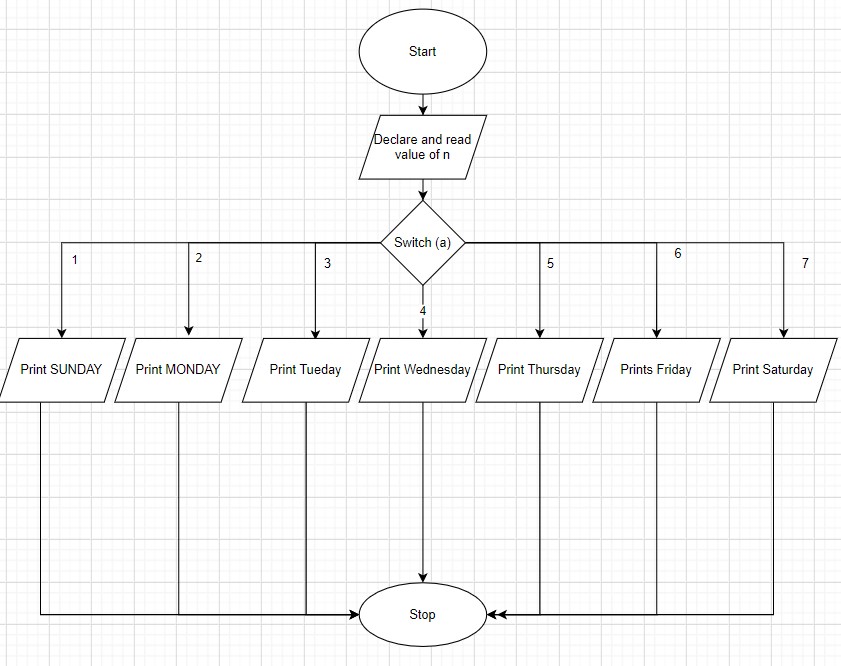 Start
Declare and read
value of n
Switch (a)
1
2
3
4
5
6
7
Print SUNDAY
Print MONDAY
Print Tueday
Print Wednesday
Print Thursday
Prints Friday
Print Saturday
Stop